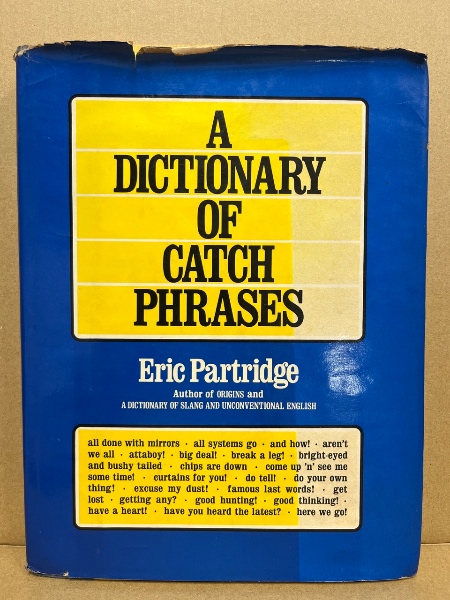 A
DICTIONARY
OF
CATCH
PHRASES
Eric Partridge
Author of ORIGINS and
A DICTIONARY OF SLANG AND UNCONVENTIONAL ENGLISH
all done with mirrors · all systems go · and how! · aren't
we all · attaboy! · big deal! · break a leg! · bright-eyed
and bushy tailed · chips are down · come up 'n' see me
some time! · curtains for you! · do tell! · do your own
thing! · excuse my dust! · famous last words! · get
lost · getting any? · good hunting! · good thinking! ·
have a heart! · have you heard the latest? · here we go!